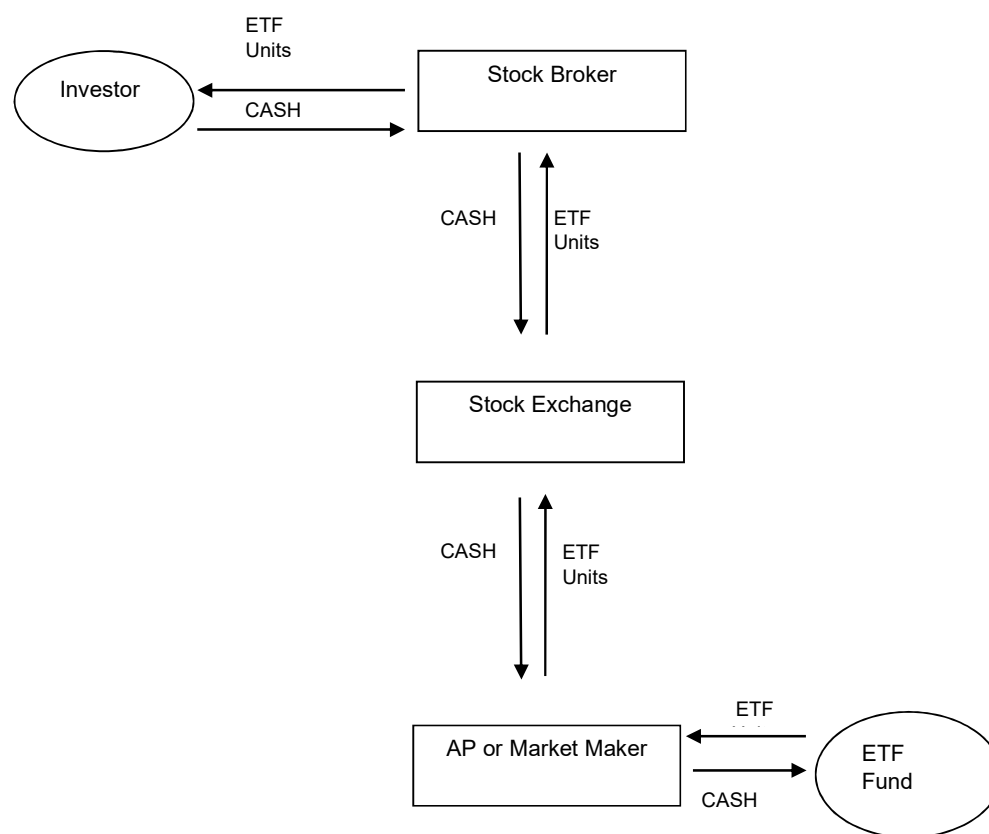 ETF
Units
Investor
Stock Broker
CASH
CASH
ETF
Units
Stock Exchange
CASH
ETF
Units
ETF
AP or Market Maker
ETF
Fund
CASH